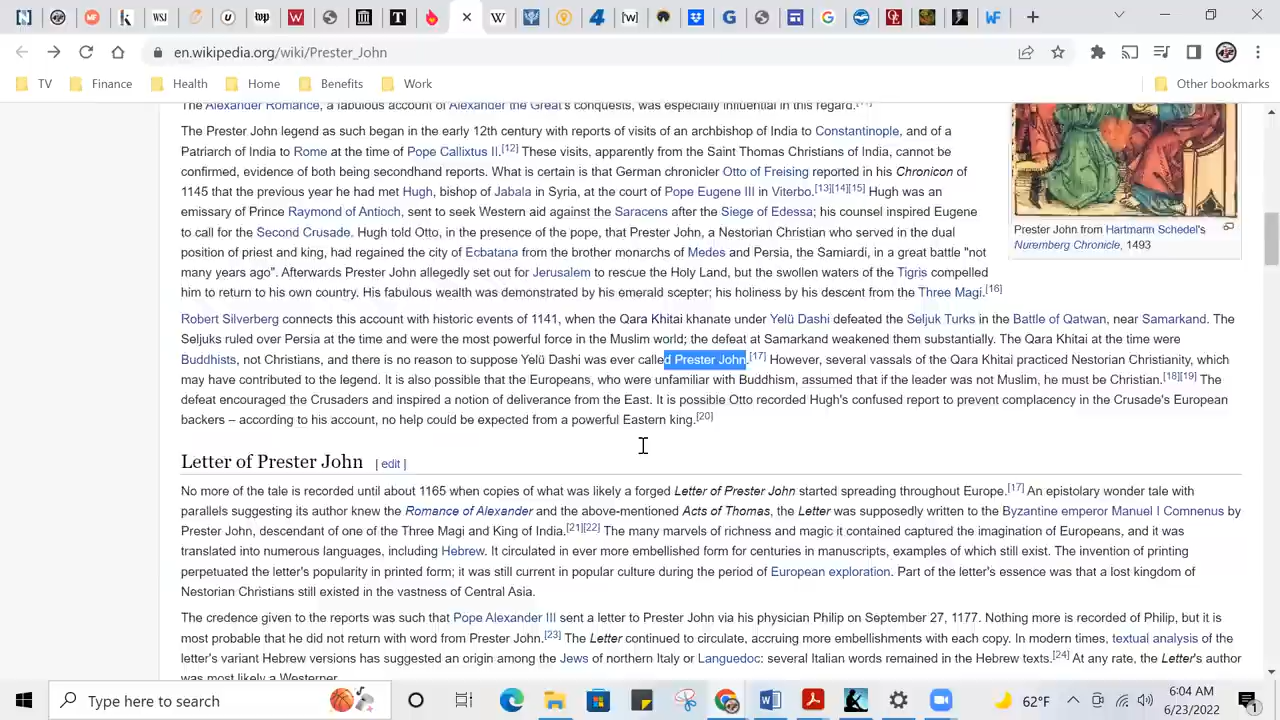 WSJ
wp
W
T
W
4
[w]
G
BBS
G
WF
en.wikipedia.org/wiki/Prester_John
TV
Finance
Health
Home
Benefits
Work
Other bookmarks
The Alexander Romance, a fabulous account of Alexander the Great's conquests, was especially influential in this regard.
The Prester John legend as such began in the early 12th century with reports of visits of an archbishop of India to Constantinople, and of a
Patriarch of India to Rome at the time of Pope Callixtus II.[12] These visits, apparently from the Saint Thomas Christians of India, cannot be
confirmed, evidence of both being secondhand reports. What is certain is that German chronicler Otto of Freising reported in his Chronicon of
1145 that the previous year he had met Hugh, bishop of Jabala in Syria, at the court of Pope Eugene III in Viterbo.[13][14][15] Hugh was an
emissary of Prince Raymond of Antioch, sent to seek Western aid against the Saracens after the Siege of Edessa; his counsel inspired Eugene
to call for the Second Crusade. Hugh told Otto, in the presence of the pope, that Prester John, a Nestorian Christian who served in the dual
position of priest and king, had regained the city of Ecbatana from the brother monarchs of Medes and Persia, the Samiardi, in a great battle "not
many years ago". Afterwards Prester John allegedly set out for Jerusalem to rescue the Holy Land, but the swollen waters of the Tigris compelled
him to return to his own country. His fabulous wealth was demonstrated by his emerald scepter; his holiness by his descent from the Three Magi.[16]
Prester John from Hartmann Schedel's
Nuremberg Chronicle, 1493
Robert Silverberg connects this account with historic events of 1141, when the Qara Khitai khanate under Yelü Dashi defeated the Seljuk Turks in the Battle of Qatwan, near Samarkand. The
Seljuks ruled over Persia at the time and were the most powerful force in the Muslim world; the defeat at Samarkand weakened them substantially. The Qara Khitai at the time were
Buddhists, not Christians, and there is no reason to suppose Yelü Dashi was ever called Prester John.[17] However, several vassals of the Qara Khitai practiced Nestorian Christianity, which
may have contributed to the legend. It is also possible that the Europeans, who were unfamiliar with Buddhism, assumed that if the leader was not Muslim, he must be Christian.[18][19] The
defeat encouraged the Crusaders and inspired a notion of deliverance from the East. It is possible Otto recorded Hugh's confused report to prevent complacency in the Crusade's European
backers – according to his account, no help could be expected from a powerful Eastern king.[20]
Letter of Prester John [ edit ]
No more of the tale is recorded until about 1165 when copies of what was likely a forged Letter of Prester John started spreading throughout Europe.[17] An epistolary wonder tale with
parallels suggesting its author knew the Romance of Alexander and the above-mentioned Acts of Thomas, the Letter was supposedly written to the Byzantine emperor Manuel I Comnenus by
Prester John, descendant of one of the Three Magi and King of India.[21][22] The many marvels of richness and magic it contained captured the imagination of Europeans, and it was
translated into numerous languages, including Hebrew. It circulated in ever more embellished form for centuries in manuscripts, examples of which still exist. The invention of printing
perpetuated the letter's popularity in printed form; it was still current in popular culture during the period of European exploration. Part of the letter's essence was that a lost kingdom of
Nestorian Christians still existed in the vastness of Central Asia.
The credence given to the reports was such that Pope Alexander III sent a letter to Prester John via his physician Philip on September 27, 1177. Nothing more is recorded of Philip, but it is
most probable that he did not return with word from Prester John.[23] The Letter continued to circulate, accruing more embellishments with each copy. In modern times, textual analysis of the
letter's variant Hebrew versions has suggested an origin among the Jews of northern Italy or Languedoc: several Italian words remained in the Hebrew texts.[24] At any rate, the Letter's author
was most likely a Westerner
Type here to search
62°F
6:04 AM
6/23/2022
1